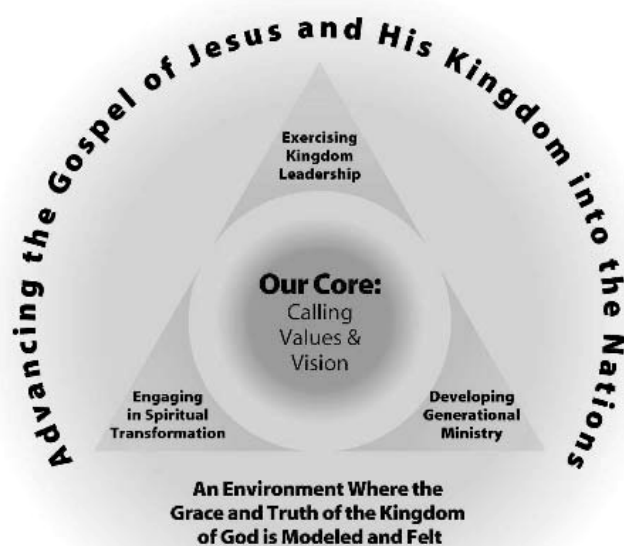 Advancing the Gospel of Jesus and His Kingdom into the Nations
Exercising
Kingdom
Leadership
Our Core:
Calling
Values &
Vision
Engaging
in Spiritual
Transformation
Developing
Generational
Ministry
An Environment Where the
Grace and Truth of the Kingdom
of God is Modeled and Felt